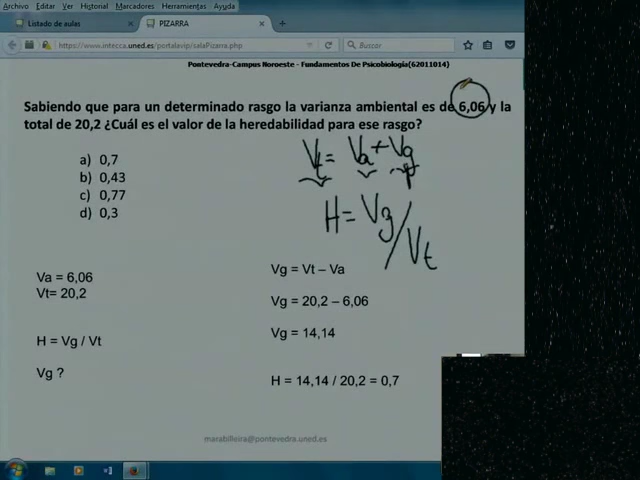 Archivo Editar Ver Historial Marcadores Herramientas Ayuda
Listado de aulas
PIZARRA
https://www.intecca.uned.es/portalavip/salaPizarra.php
Buscar
Pontevedra-Campus Noroeste - Fundamentos De Psicobiología(62011014)
Sabiendo que para un determinado rasgo la varianza ambiental es de 6,06 y la
total de 20,2 ¿Cuál es el valor de la heredabilidad para ese rasgo?
a) 0,7
b) 0,43
c) 0,77
d) 0,3
Vt = Va + Vg
H = Vg/Vt
Va = 6,06
Vt= 20,2
H = Vg / Vt
Vg ?
Vg = Vt – Va
Vg = 20,2 – 6,06
Vg = 14,14
H = 14,14 / 20,2 = 0,7
marabilleira@pontevedra.uned.es